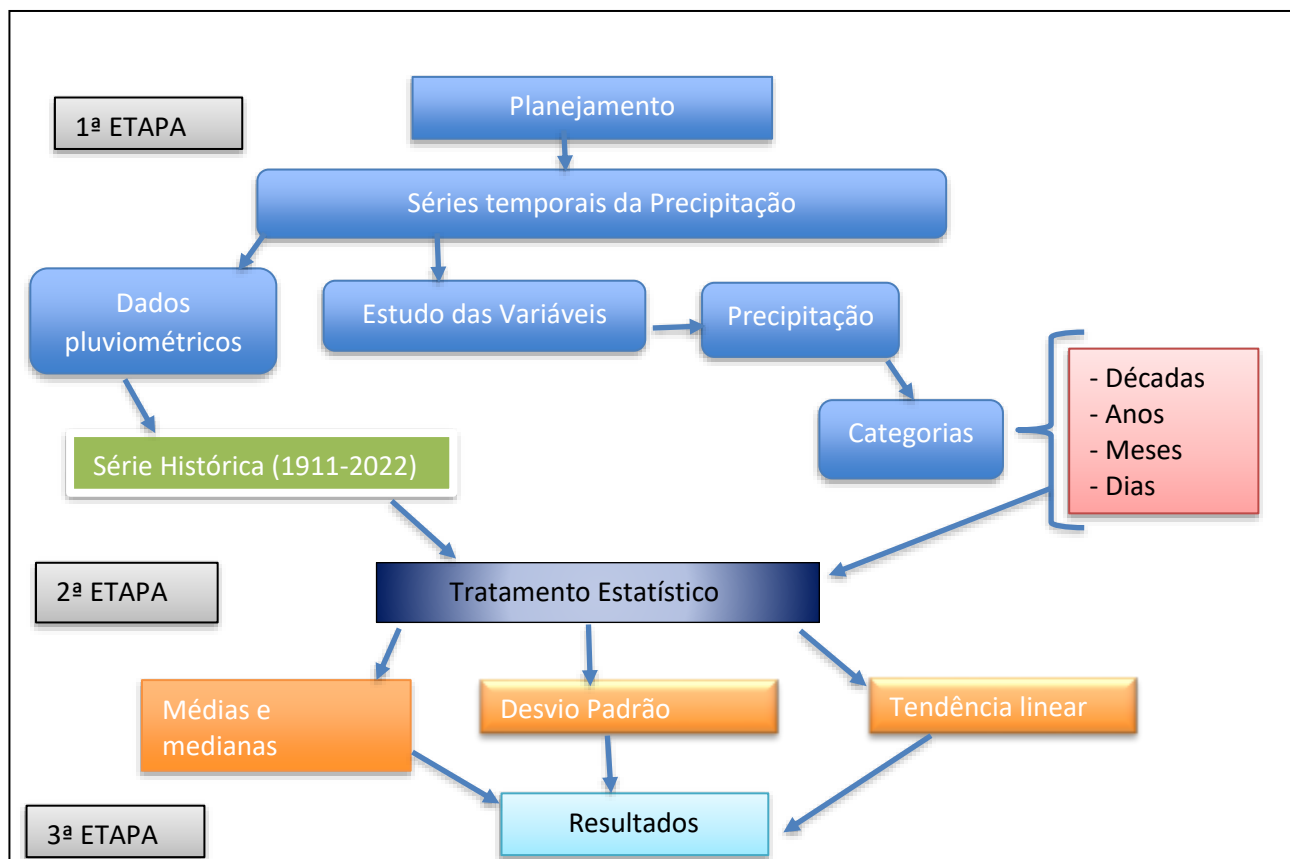 Planejamento
1ª ETAPA
Séries temporais da Precipitação
Dados
pluviométricos
Estudo das Variáveis
Precipitação
- Décadas
- Anos
- Meses
- Dias
Categorias
Série Histórica (1911-2022)
2ª ETAPA
Tratamento Estatístico
Médias e
medianas
Desvio Padrão
Tendência linear
3ª ETAPA
Resultados